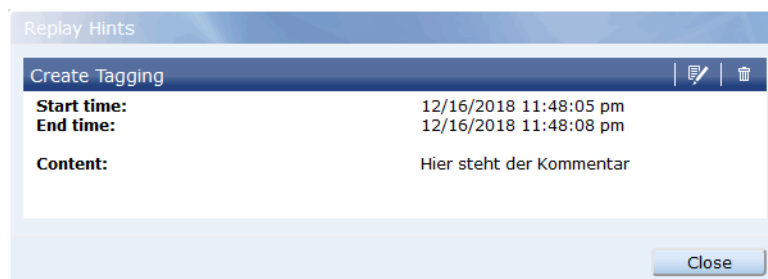 Replay Hints
Create Tagging
Start time: 12/16/2018 11:48:05 pm
End time: 12/16/2018 11:48:08 pm
Content: Hier steht der Kommentar
Close